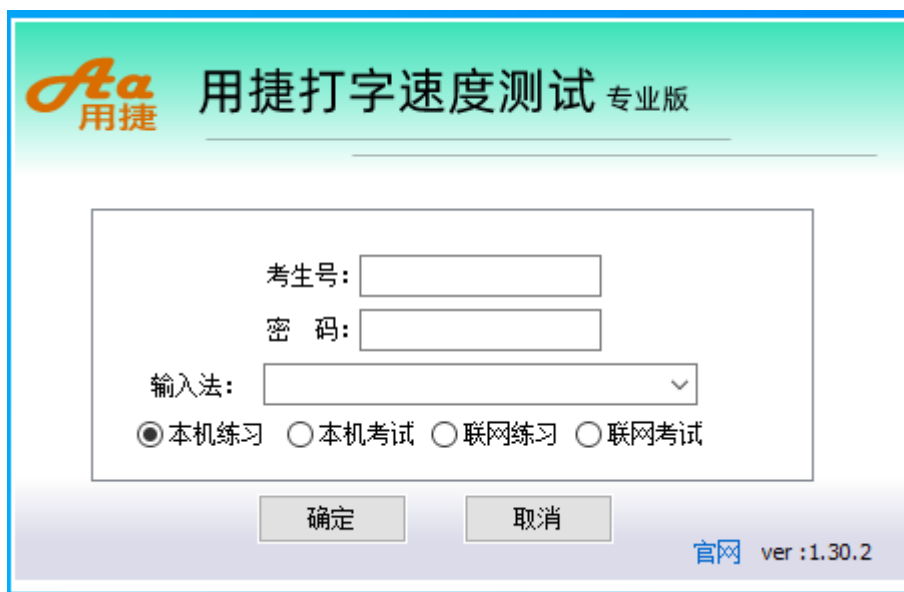 Aa
用捷
用捷打字速度测试 专业版
考生号:
密 码:
输入法:
本机练习 本机考试 联网练习 联网考试
确定 取消
官网 ver :1.30.2